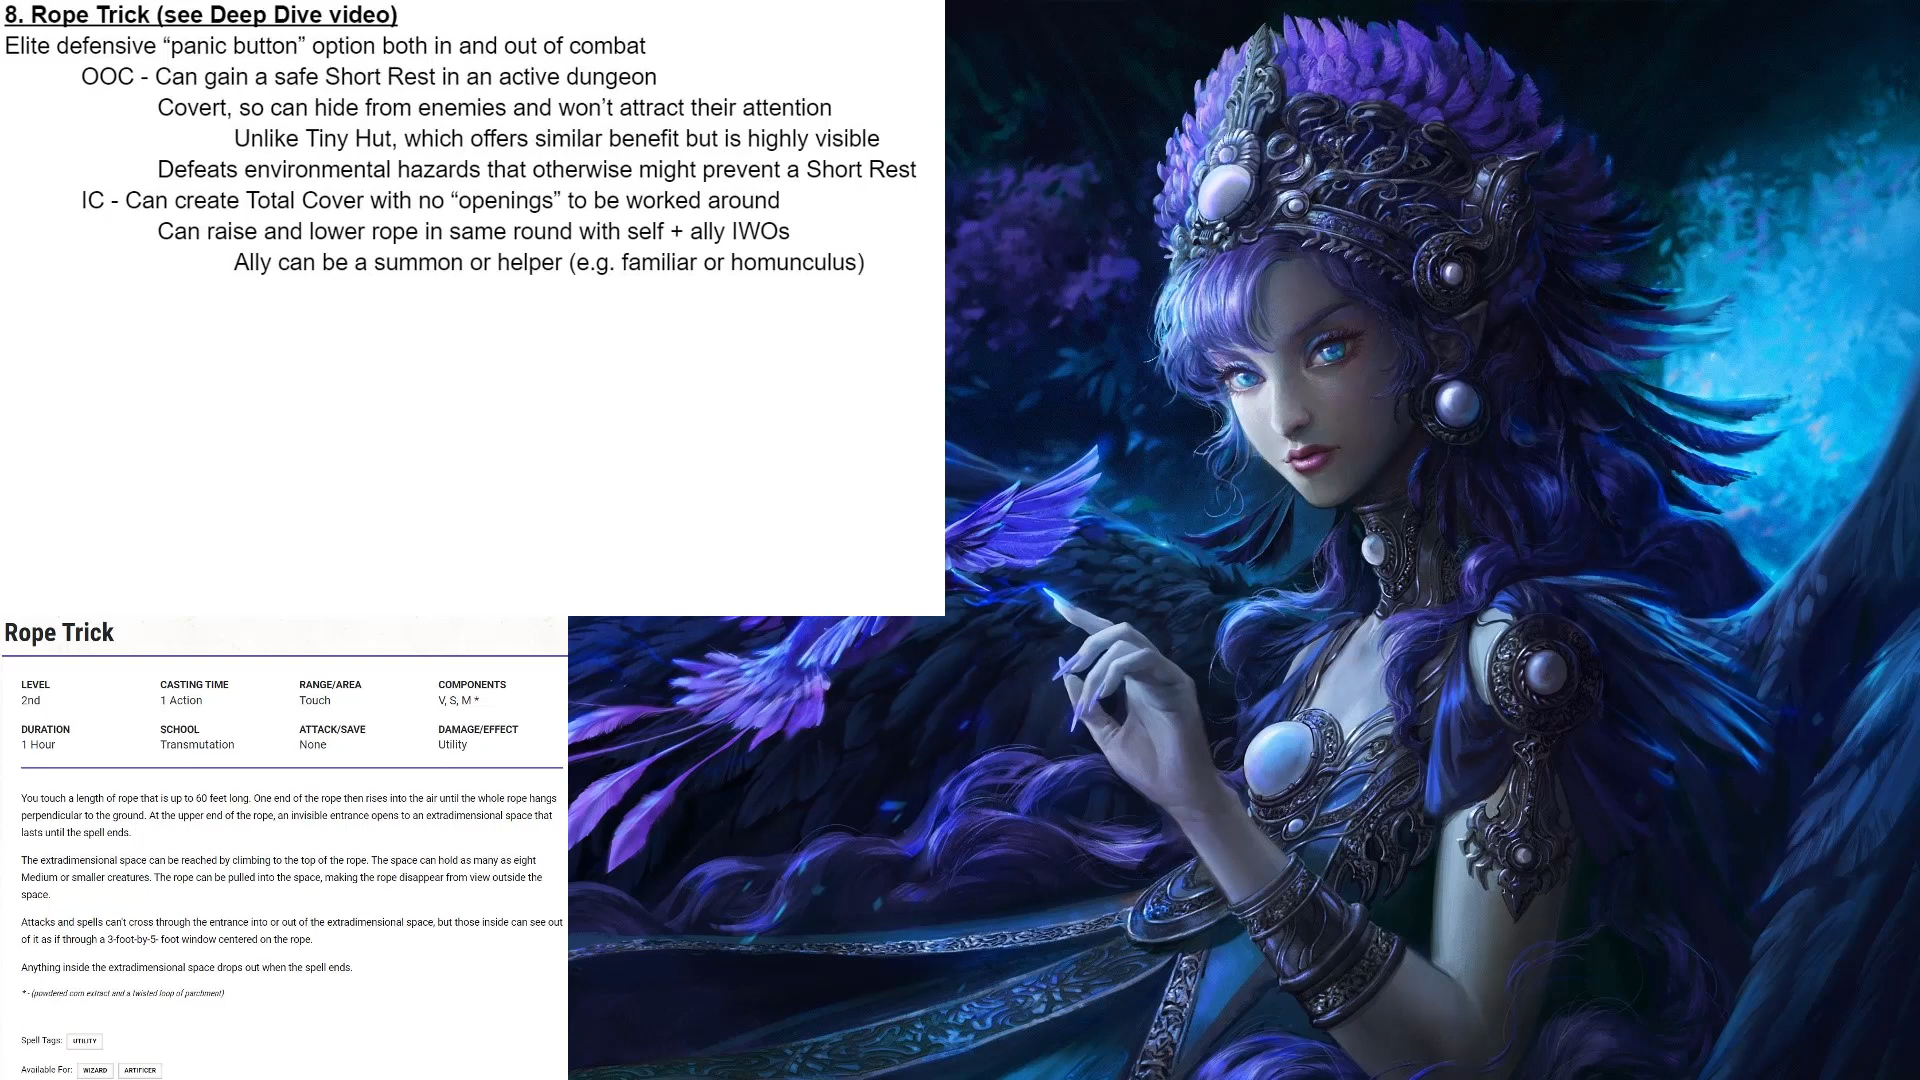 8. Rope Trick (see Deep Dive video)
Elite defensive “panic button” option both in and out of combat
OOC - Can gain a safe Short Rest in an active dungeon
Covert, so can hide from enemies and won’t attract their attention
Unlike Tiny Hut, which offers similar benefit but is highly visible
Defeats environmental hazards that otherwise might prevent a Short Rest
IC - Can create Total Cover with no “openings” to be worked around
Can raise and lower rope in same round with self + ally IWOs
Ally can be a summon or helper (e.g. familiar or homunculus)
Rope Trick
LEVEL CASTING TIME RANGE/AREA COMPONENTS
2nd 1 Action Touch V, S, M *
DURATION SCHOOL ATTACK/SAVE DAMAGE/EFFECT
1 Hour Transmutation None Utility
You touch a length of rope that is up to 60 feet long. One end of the rope then rises into the air until the whole rope hangs
perpendicular to the ground. At the upper end of the rope, an invisible entrance opens to an extradimensional space that
lasts until the spell ends.
The extradimensional space can be reached by climbing to the top of the rope. The space can hold as many as eight
Medium or smaller creatures. The rope can be pulled into the space, making the rope disappear from view outside the
space.
Attacks and spells can't cross through the entrance into or out of the extradimensional space, but those inside can see out
of it as if through a 3-foot-by-5- foot window centered on the rope.
Anything inside the extradimensional space drops out when the spell ends.
* - (powdered corn extract and a twisted loop of parchment)
Spell Tags: UTILITY
Available For: WIZARD ARTIFICER